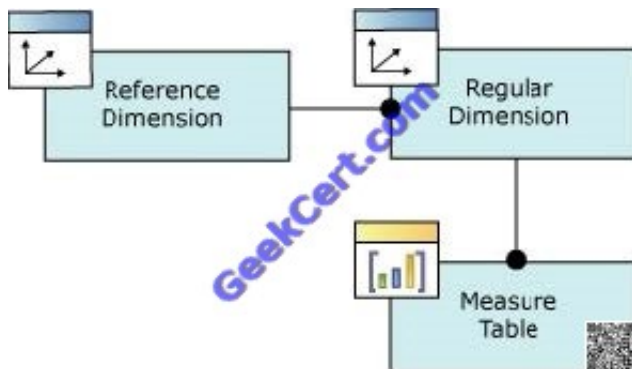 Reference
Dimension
Regular
Dimension
GeekCert.com
Measure
Table